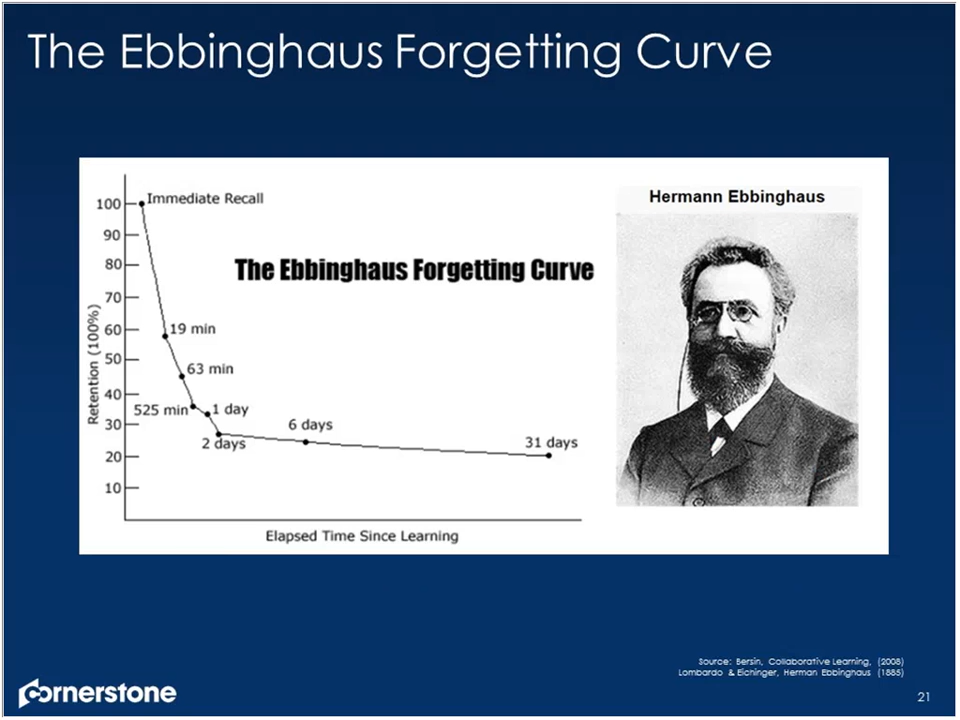 The Ebbinghaus Forgetting Curve
Immediate Recall
100
90
80
70
60
50
40
30
20
10
Retention (100%)
The Ebbinghaus Forgetting Curve
19 min
63 min
525 min
1 day
2 days
6 days
31 days
Elapsed Time Since Learning
Hermann Ebbinghaus
Source: Bersin, Collaborative Learning, (2008)
Lombardo & Eichinger, Herman Ebbinghaus (1885)
cornerstone
21